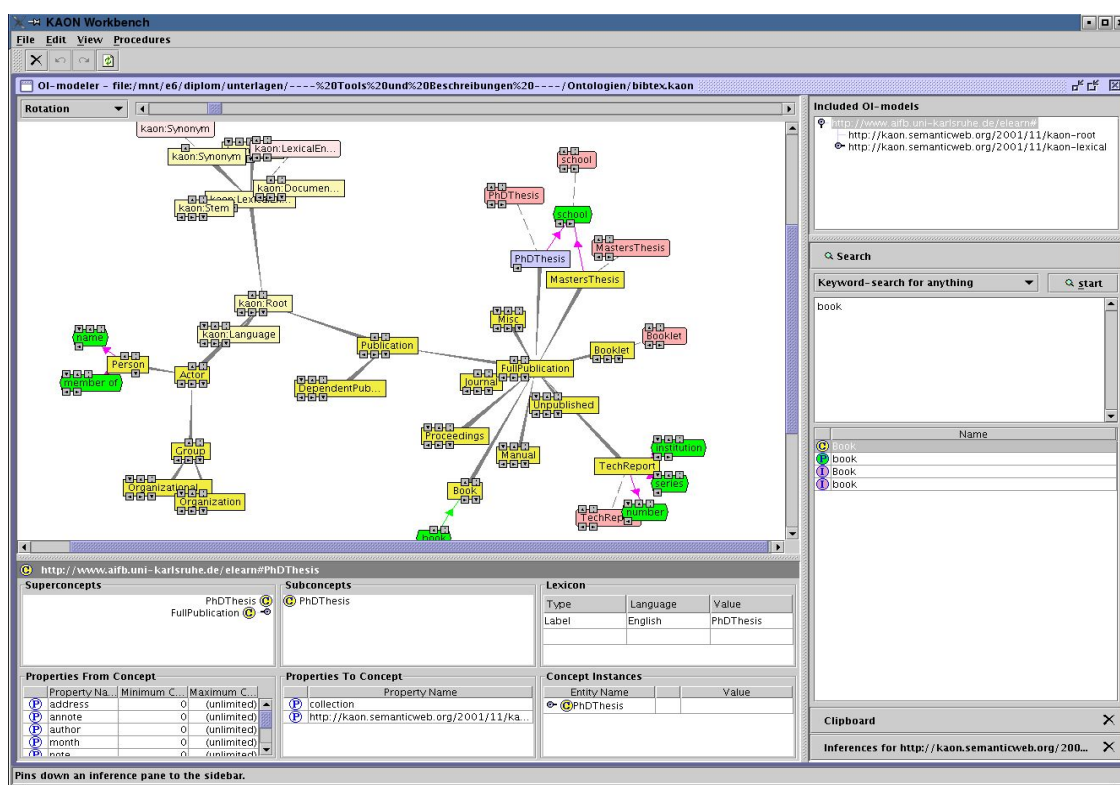 KAON Workbench
File Edit View Procedures
OI-modeler - file:/mnt/e6/diplom/unterlagen/----%20Tools%20und%20Beschreibungen%20----/Ontologien/bibtex.kaon
Rotation
kaon:Synonym
kaon:LexicalEn...
kaon:Synonym
kaon:Documen...
kaon:Stem
kaon:Root
kaon:Language
name
Person
member of
Actor
Group
Organizational
Organization
Publication
DependentPub...
school
PhDThesis
school
MastersThesis
PhDThesis
MastersThesis
Misc
Booklet
Booklet
FullPublication
Journal
Unpublished
Proceedings
Manual
institution
TechReport
series
Book
number
TechRep
book
Included OI-models
http://www.aifb.uni-karlsruhe.de/elearn#
http://kaon.semanticweb.org/2001/11/kaon-root
http://kaon.semanticweb.org/2001/11/kaon-lexical
Search
Keyword-search for anything
start
book
Name
C Book
P book
I Book
I book
Clipboard
Inferences for http://kaon.semanticweb.org/200...
C http://www.aifb.uni-karlsruhe.de/elearn#PhDThesis
Superconcepts
PhDThesis C
FullPublication C
Subconcepts
C PhDThesis
Lexicon
Type Language Value
Label English PhDThesis
Properties From Concept
Property Na... Minimum C... Maximum C...
P address 0 (unlimited)
P annote 0 (unlimited)
P author 0 (unlimited)
P month 0 (unlimited)
P note 0 (unlimited)
Properties To Concept
Property Name
P collection
P http://kaon.semanticweb.org/2001/11/ka...
Concept Instances
Entity Name Value
C PhDThesis
Pins down an inference pane to the sidebar.